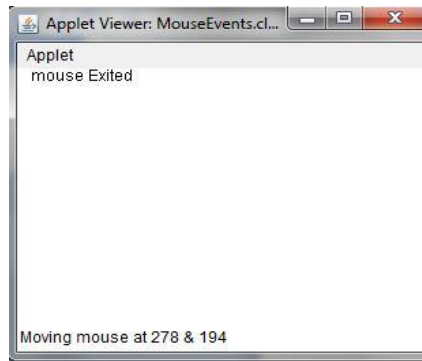 Applet Viewer: MouseEvents.cl...
Applet
mouse Exited
Moving mouse at 278 & 194